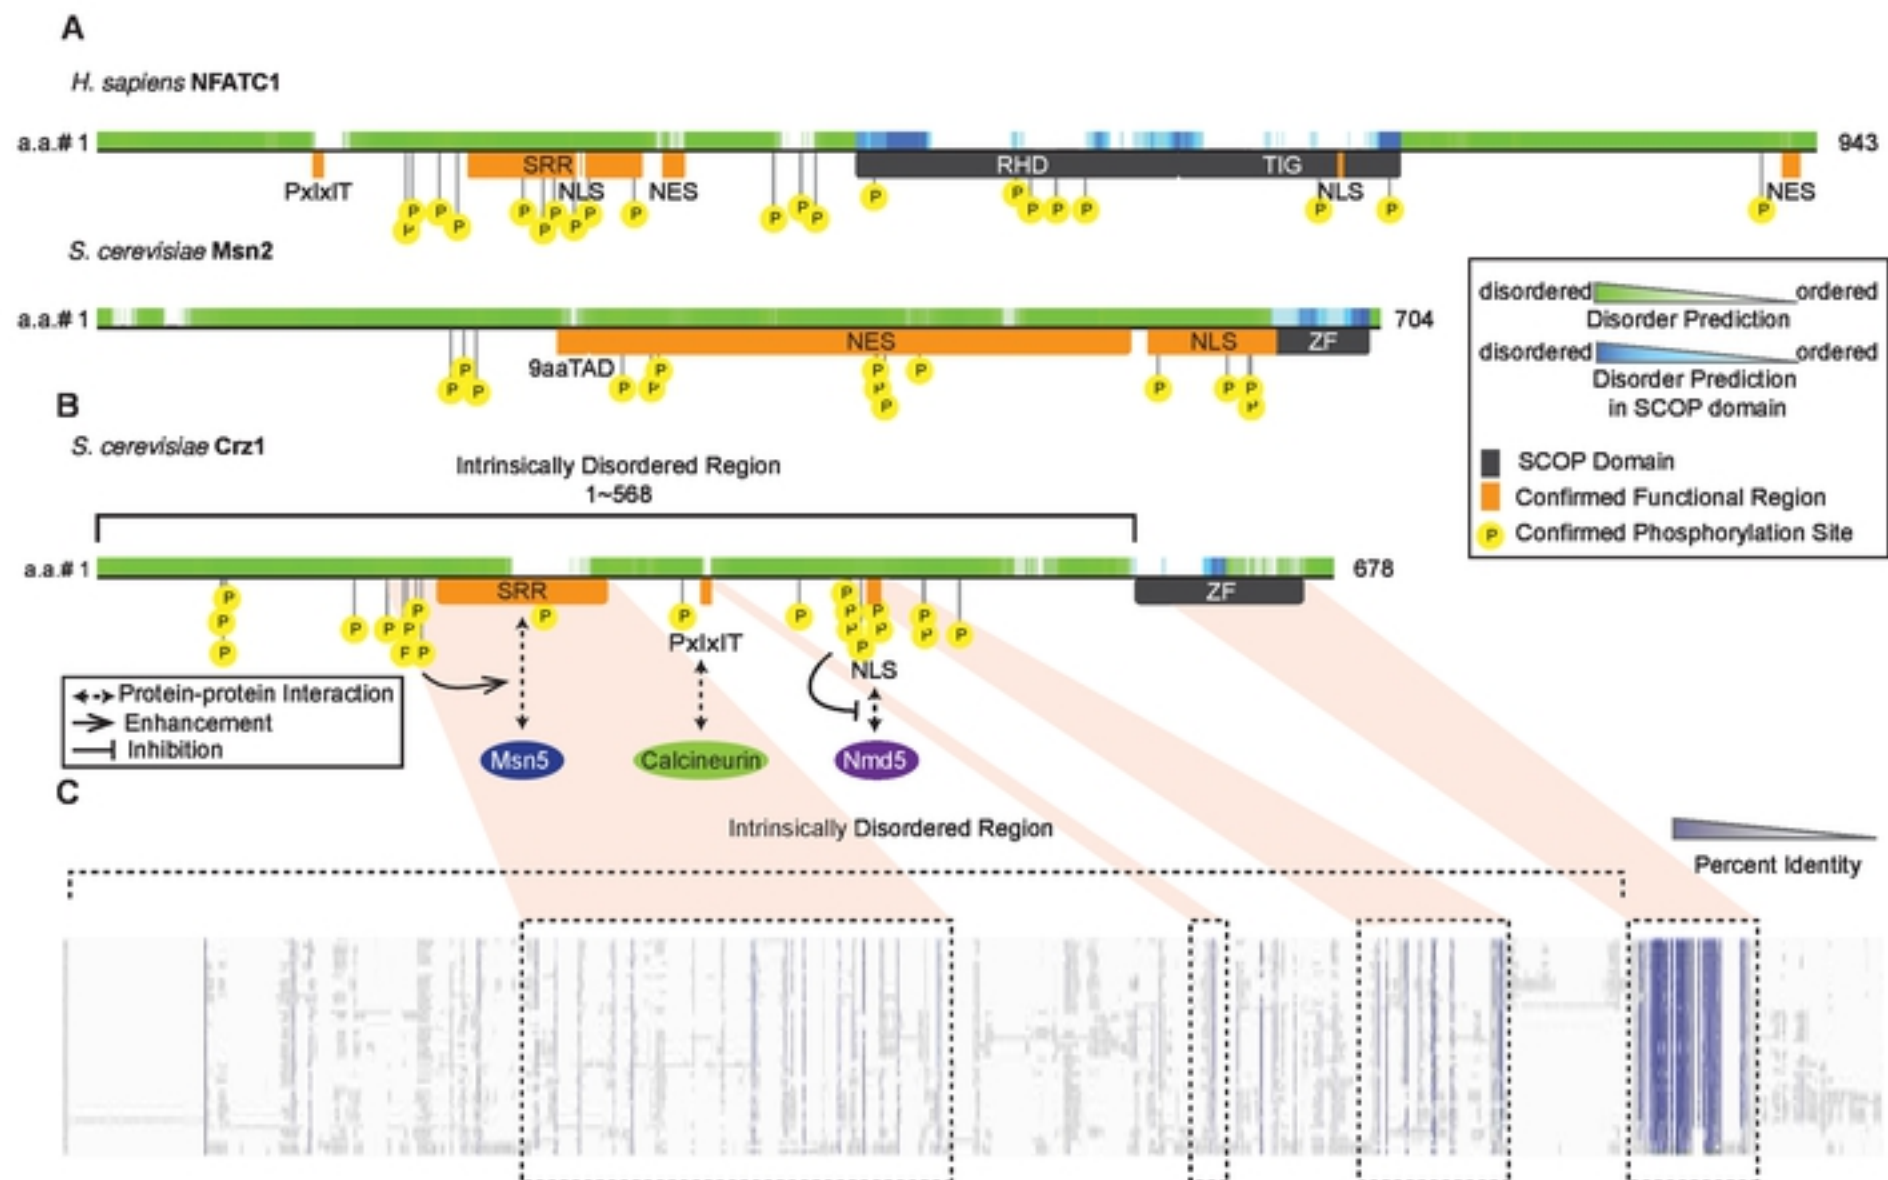 A
H. sapiens NFATC1
a.a.# 1
943
SRR
RHD
TIG
PxIxIT
NLS
NES
NLS
NES
P P P P P P P P P P P P P P P P P P P P P P P
S. cerevisiae Msn2
a.a.# 1
704
NES
NLS
ZF
9aaTAD
P P P P P P P P P P P P P P
disordered
ordered
Disorder Prediction
disordered
ordered
Disorder Prediction
in SCOP domain
SCOP Domain
Confirmed Functional Region
P Confirmed Phosphorylation Site
B
S. cerevisiae Crz1
Intrinsically Disordered Region
1~568
a.a.# 1
678
SRR
ZF
P P P P P P P P P P P P P P P P P P P P P
PxIxIT
NLS
Protein-protein Interaction
Enhancement
Inhibition
Msn5
Calcineurin
Nmd5
C
Intrinsically Disordered Region
Percent Identity